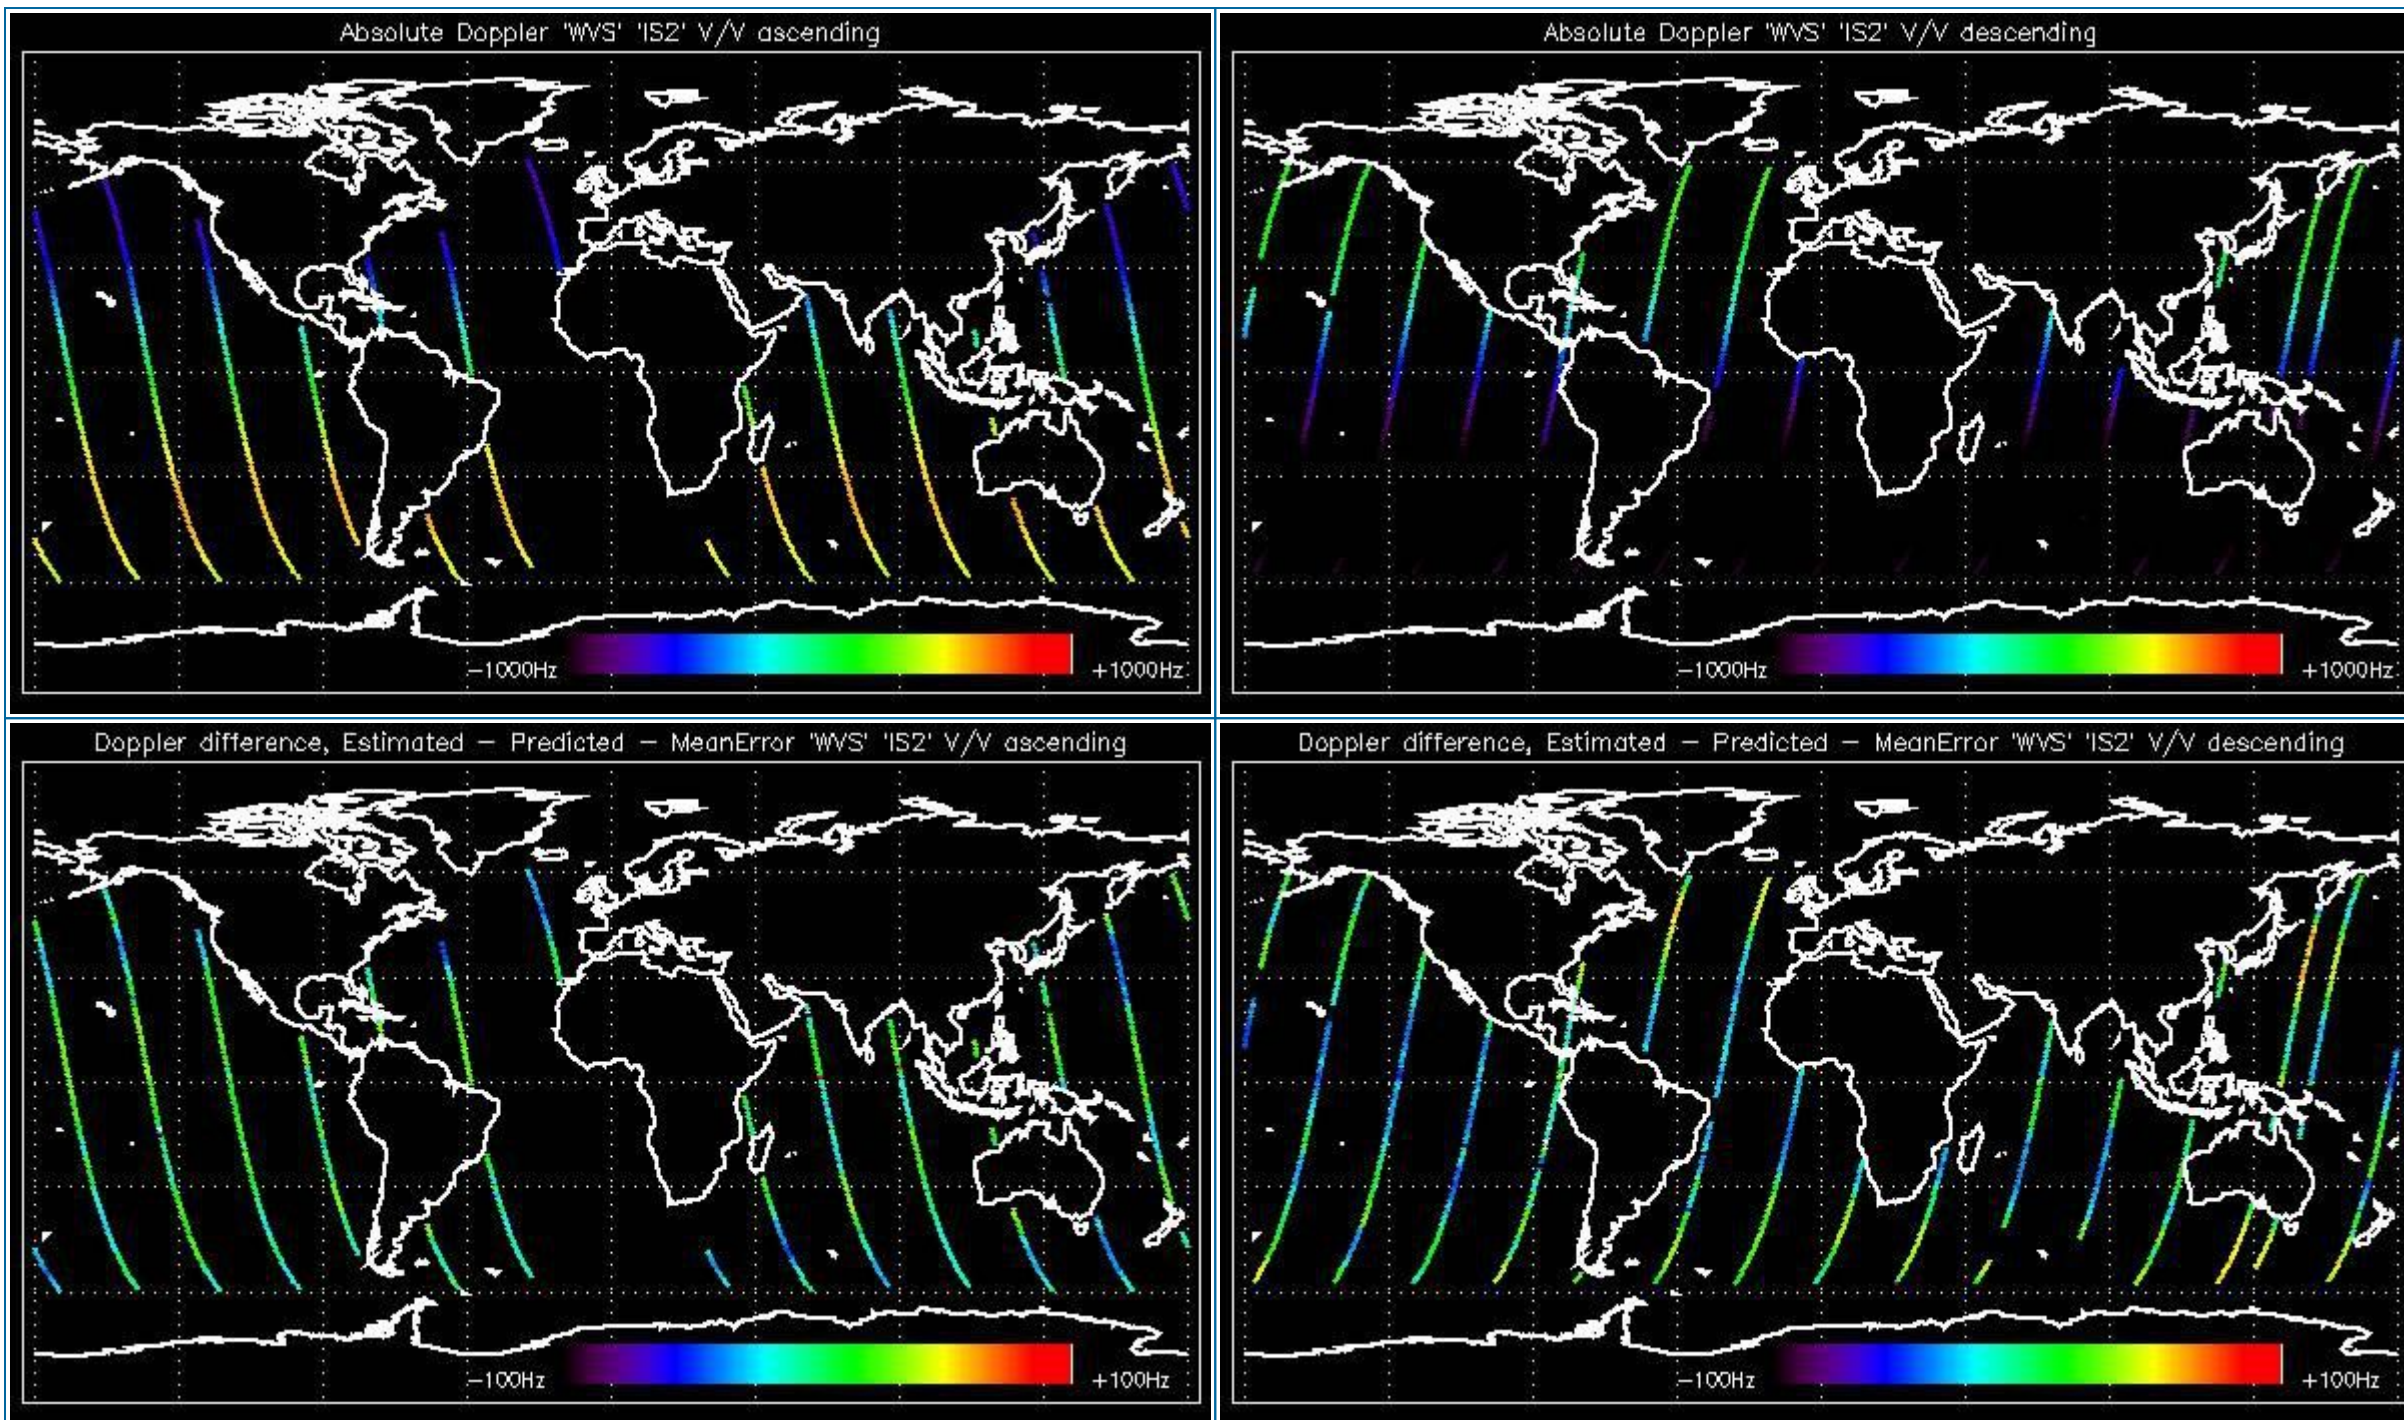 Absolute Doppler 'WVS' 'IS2' V/V ascending
-1000Hz
+1000Hz
Absolute Doppler 'WVS' 'IS2' V/V descending
-1000Hz
+1000Hz
Doppler difference, Estimated - Predicted - MeanError 'WVS' 'IS2' V/V ascending
-100Hz
+100Hz
Doppler difference, Estimated - Predicted - MeanError 'WVS' 'IS2' V/V descending
-100Hz
+100Hz